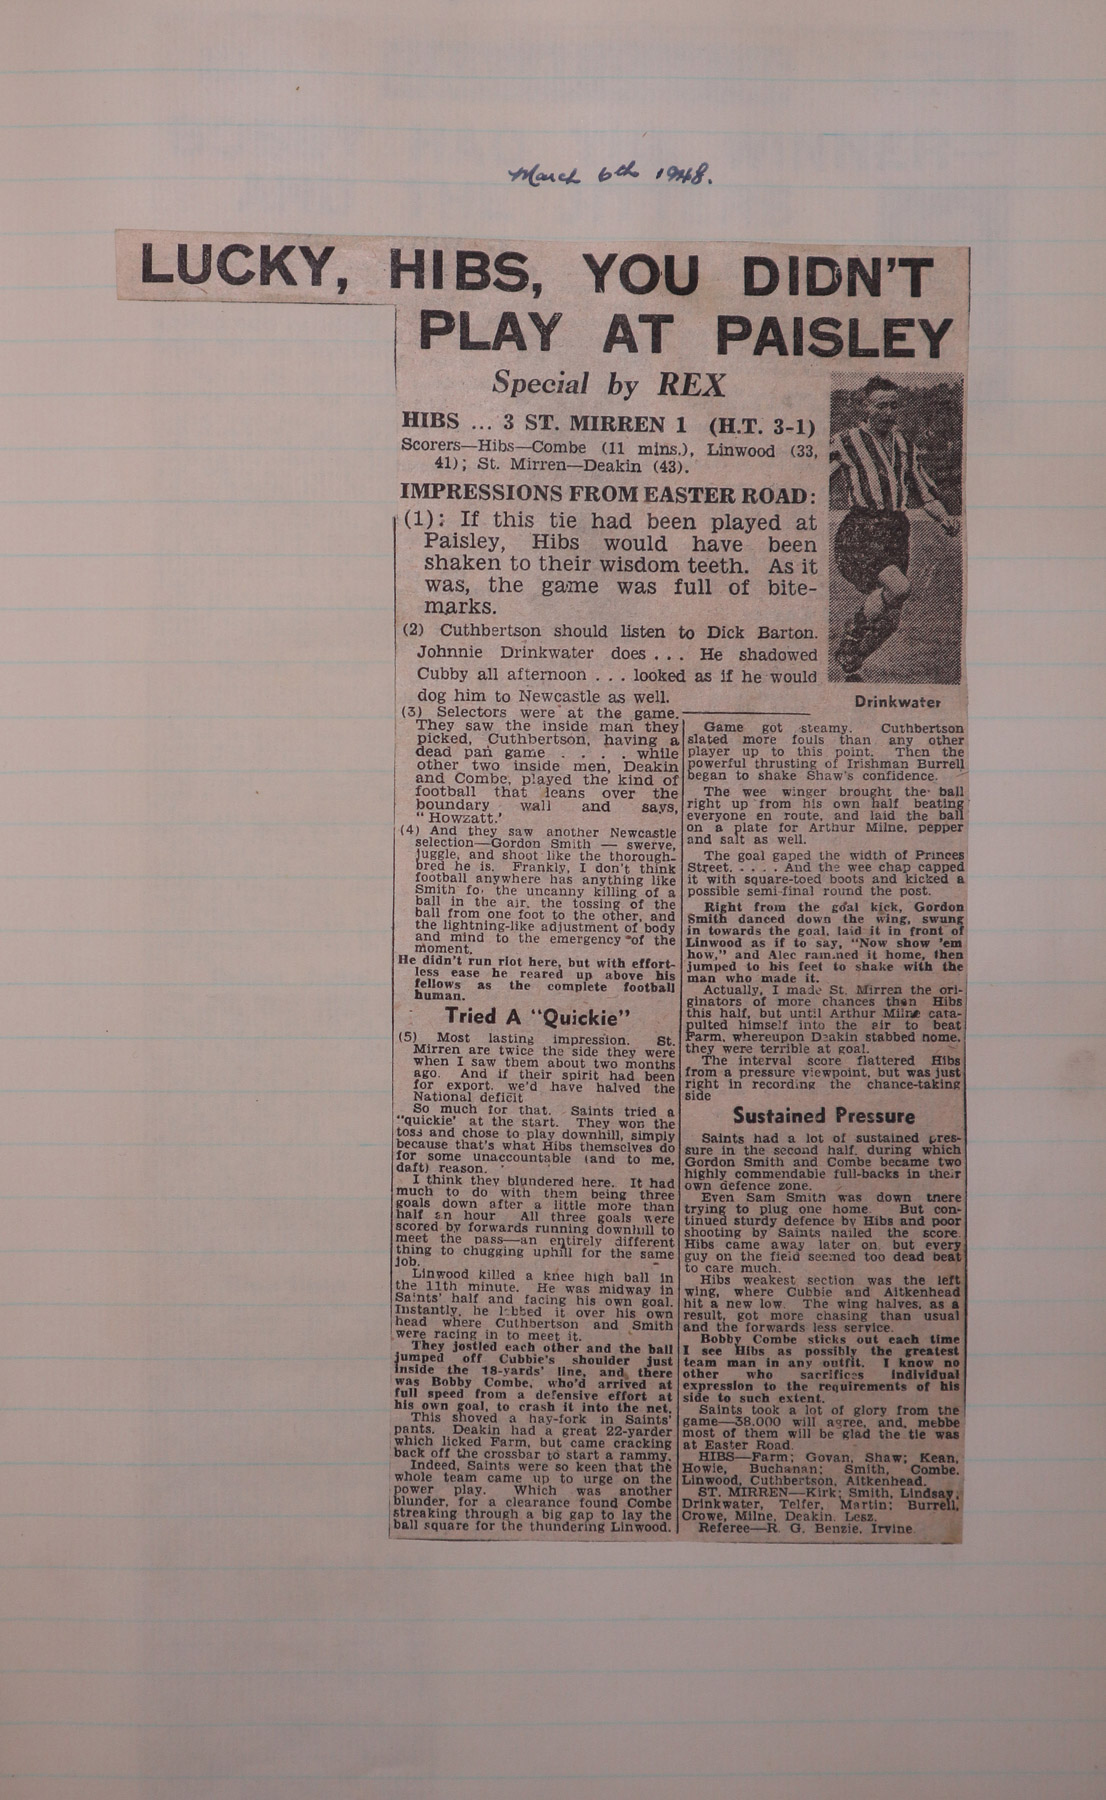 March 6th 1948.
LUCKY, HIBS, YOU DIDN'T
PLAY AT PAISLEY
Special by REX
HIBS ... 3 ST. MIRREN 1 (H.T. 3-1)
Scorers—Hibs—Combe (11 mins.), Linwood (33,
41); St. Mirren—Deakin (43).
IMPRESSIONS FROM EASTER ROAD:
(1): If this tie had been played at
Paisley, Hibs would have been
shaken to their wisdom teeth. As it
was, the game was full of bite-
marks.
(2) Cuthbertson should listen to Dick Barton.
Johnnie Drinkwater does . . . He shadowed
Cubby all afternoon . . . looked as if he would
dog him to Newcastle as well.
Drinkwater
(3) Selectors were at the game.
They saw the inside man they
picked, Cuthbertson, having a
dead pan game . . . . while
other two inside men, Deakin
and Combe, played the kind of
football that leans over the
boundary wall and says,
"Howzatt.'
(4) And they saw another Newcastle
selection—Gordon Smith — swerve,
juggle, and shoot like the thorough-
bred he is. Frankly, I don't think
football anywhere has anything like
Smith for the uncanny killing of a
ball in the air, the tossing of the
ball from one foot to the other, and
the lightning-like adjustment of body
and mind to the emergency of the
moment.
He didn't run riot here, but with effort-
less ease he reared up above his
fellows as the complete football
human.
Tried A "Quickie"
(5) Most lasting impression. St.
Mirren are twice the side they were
when I saw them about two months
ago. And if their spirit had been
for export, we'd have halved the
National deficit
So much for that. Saints tried a
"quickie' at the start. They won the
toss and chose to play downhill, simply
because that's what Hibs themselves do
for some unaccountable (and to me,
daft) reason.
I think they blundered here. It had
much to do with them being three
goals down after a little more than
half an hour All three goals were
scored by forwards running downhill to
meet the pass—an entirely different
thing to chugging uphill for the same
job.
Linwood killed a knee high ball in
the 11th minute. He was midway in
Saints' half and facing his own goal.
Instantly, he lobbed it over his own
head where Cuthbertson and Smith
were racing in to meet it.
They jostled each other and the ball
jumped off Cubbie's shoulder just
inside the 18-yards' line, and there
was Bobby Combe, who'd arrived at
full speed from a defensive effort at
his own goal, to crash it into the net.
This shoved a hay-fork in Saints'
pants. Deakin had a great 22-yarder
which licked Farm, but came cracking
back off the crossbar to start a rammy.
Indeed, Saints were so keen that the
whole team came up to urge on the
power play. Which was another
blunder, for a clearance found Combe
streaking through a big gap to lay the
ball square for the thundering Linwood.
Game got steamy. Cuthbertson
slated more fouls than any other
player up to this point. Then the
powerful thrusting of Irishman Burrell
began to shake Shaw's confidence.
The wee winger brought the ball
right up from his own half beating
everyone en route, and laid the ball
on a plate for Arthur Milne, pepper
and salt as well.
The goal gaped the width of Princes
Street. . . . . And the wee chap capped
it with square-toed boots and kicked a
possible semi-final round the post.
Right from the goal kick, Gordon
Smith danced down the wing, swung
in towards the goal, laid it in front of
Linwood as if to say, "Now show 'em
how," and Alec rammed it home, then
jumped to his feet to shake with the
man who made it.
Actually, I made St. Mirren the ori-
ginators of more chances then Hibs
this half, but until Arthur Milne cata-
pulted himself into the air to beat
Farm, whereupon Deakin stabbed home,
they were terrible at goal.
The interval score flattered Hibs
from a pressure viewpoint, but was just
right in recording the chance-taking
side
Sustained Pressure
Saints had a lot of sustained pres-
sure in the second half, during which
Gordon Smith and Combe became two
highly commendable full-backs in their
own defence zone.
Even Sam Smith was down there
trying to plug one home. But con-
tinued sturdy defence by Hibs and poor
shooting by Saints nailed the score.
Hibs came away later on, but every
guy on the field seemed too dead beat
to care much.
Hibs weakest section was the left
wing, where Cubbie and Aitkenhead
hit a new low. The wing halves, as a
result, got more chasing than usual
and the forwards less service.
Bobby Combe sticks out each time
I see Hibs as possibly the greatest
team man in any outfit. I know no
other who sacrifices individual
expression to the requirements of his
side to such extent.
Saints took a lot of glory from the
game—38,000 will agree, and, mebbe
most of them will be glad the tie was
at Easter Road.
HIBS—Farm; Govan, Shaw; Kean,
Howie, Buchanan; Smith, Combe,
Linwood, Cuthbertson, Aitkenhead.
ST. MIRREN—Kirk; Smith, Lindsay;
Drinkwater, Telfer, Martin; Burrell,
Crowe, Milne, Deakin, Lesz.
Referee—R. G. Benzie, Irvine